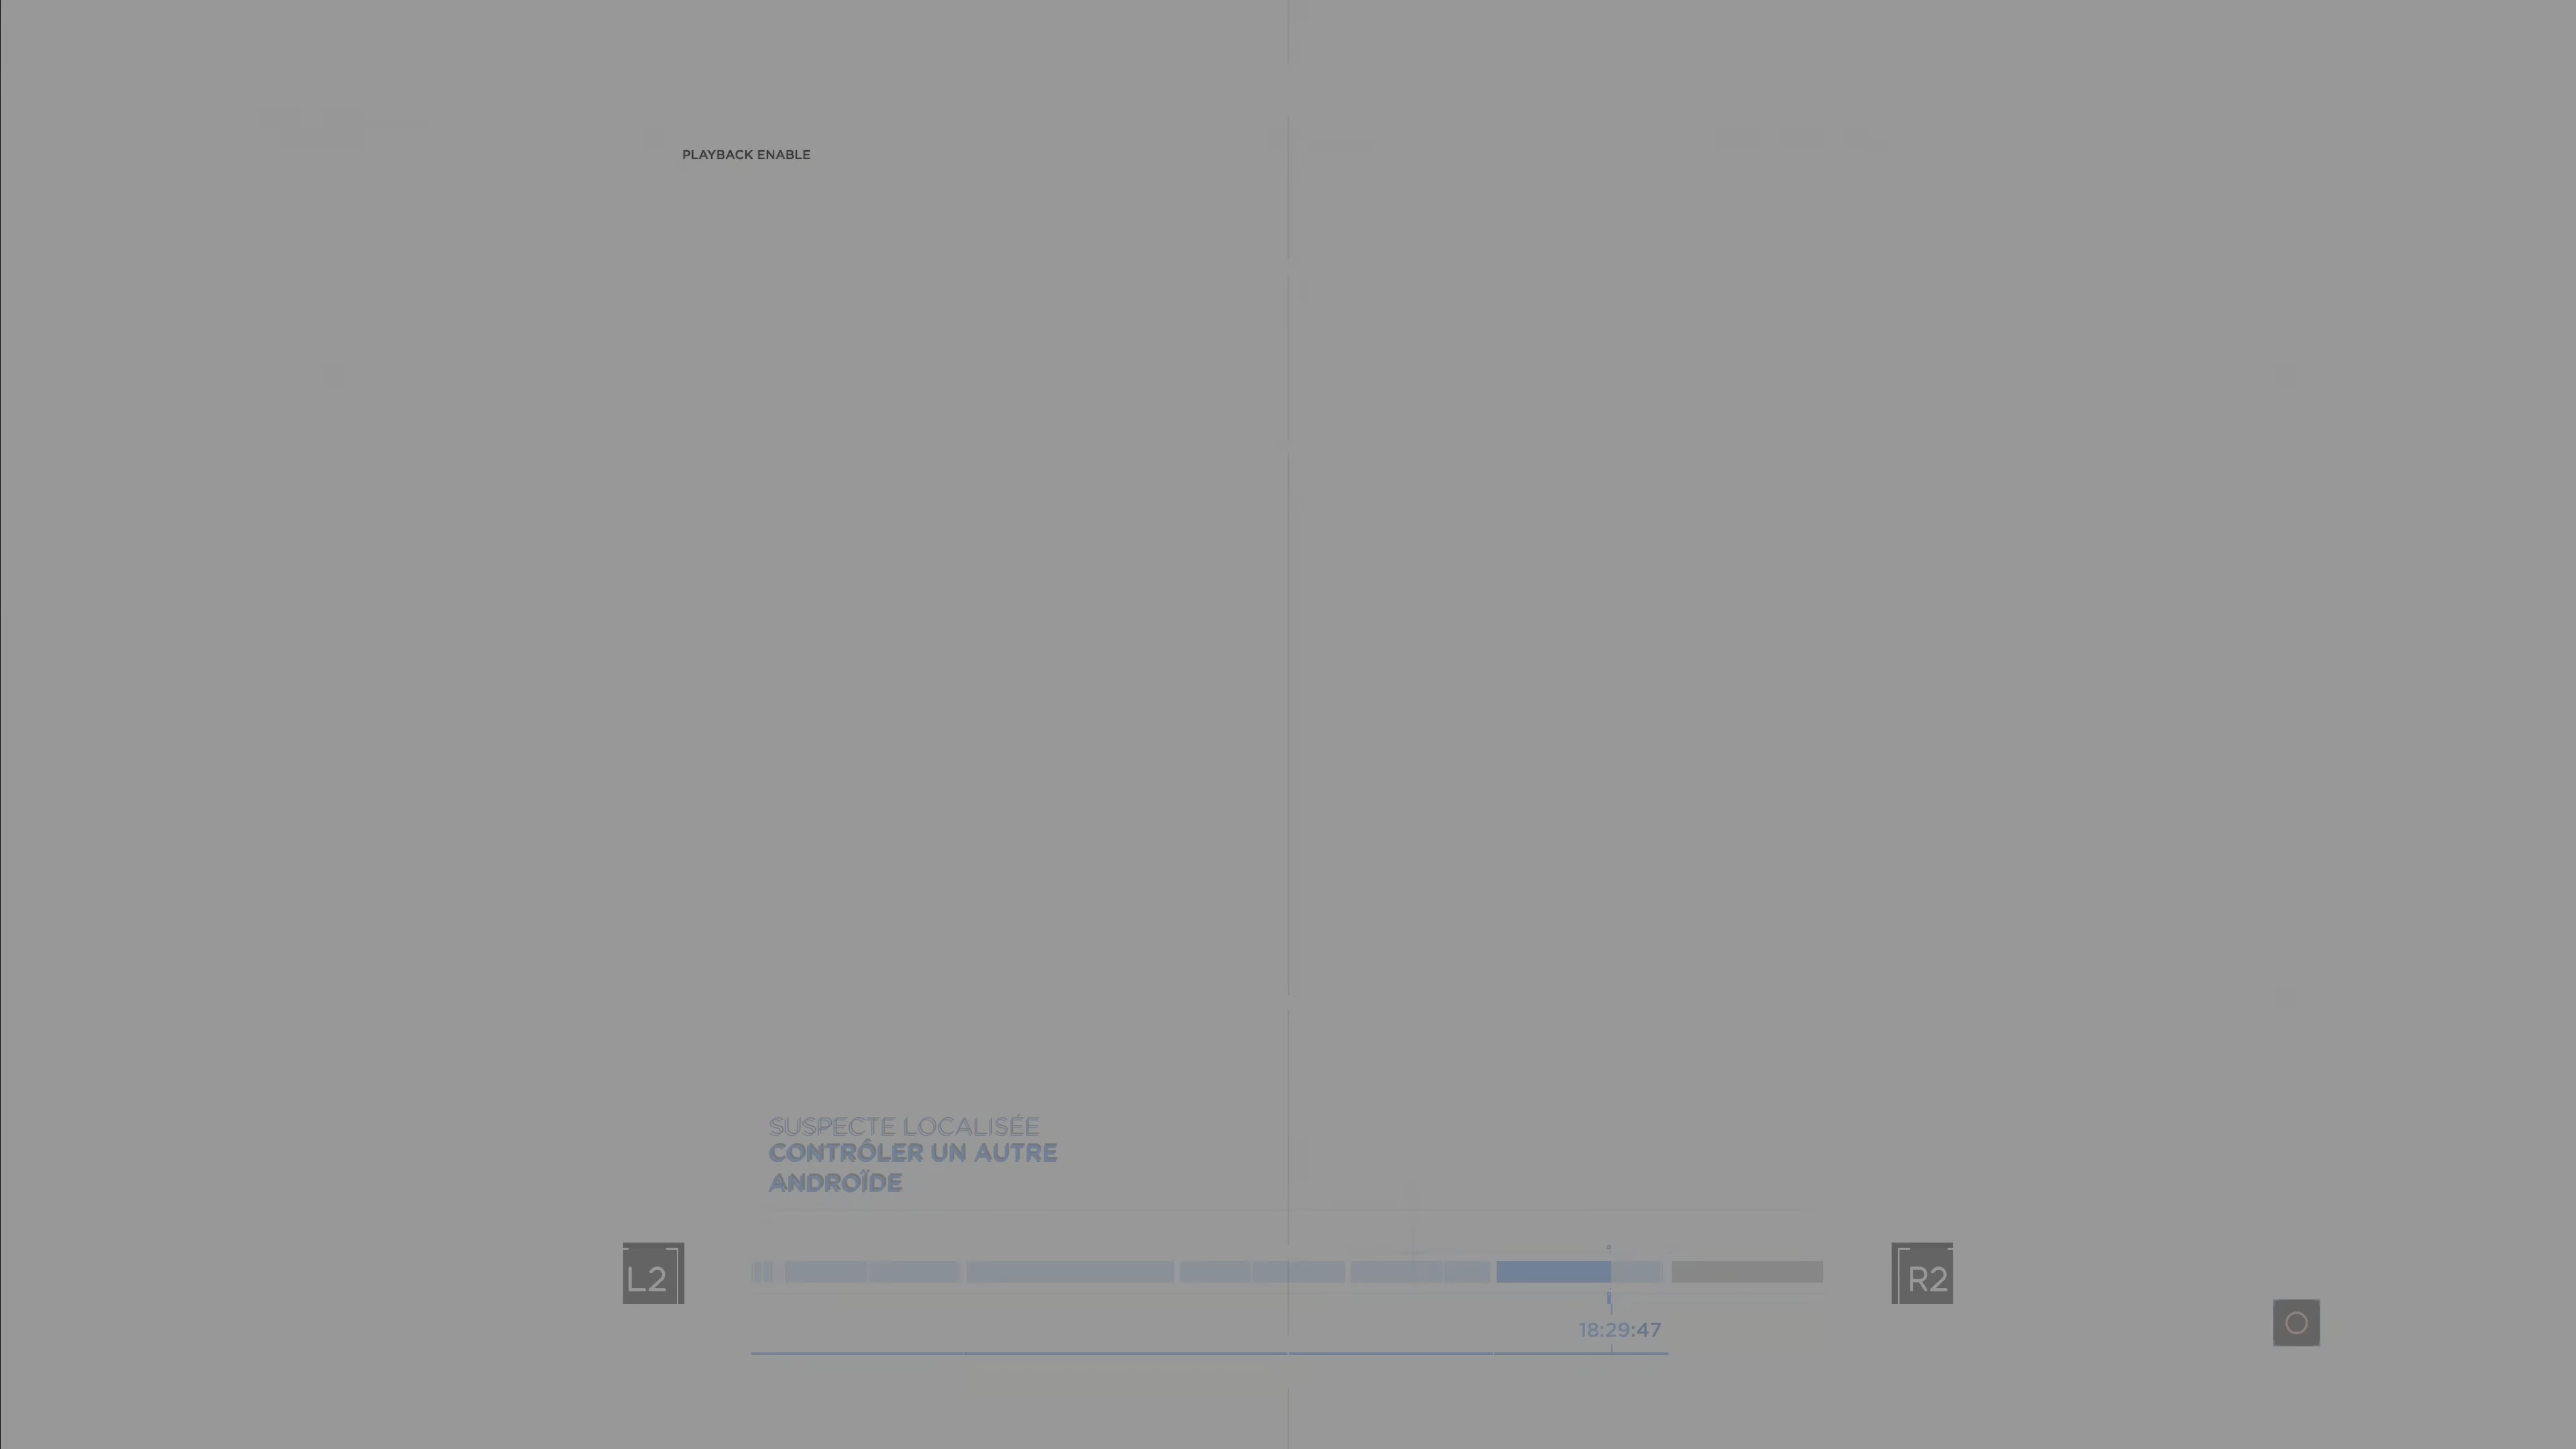 PLAYBACK ENABLE
SUSPECTE LOCALISÉE
CONTRÔLER UN AUTRE
ANDROÏDE
L2
R2
18:29:47